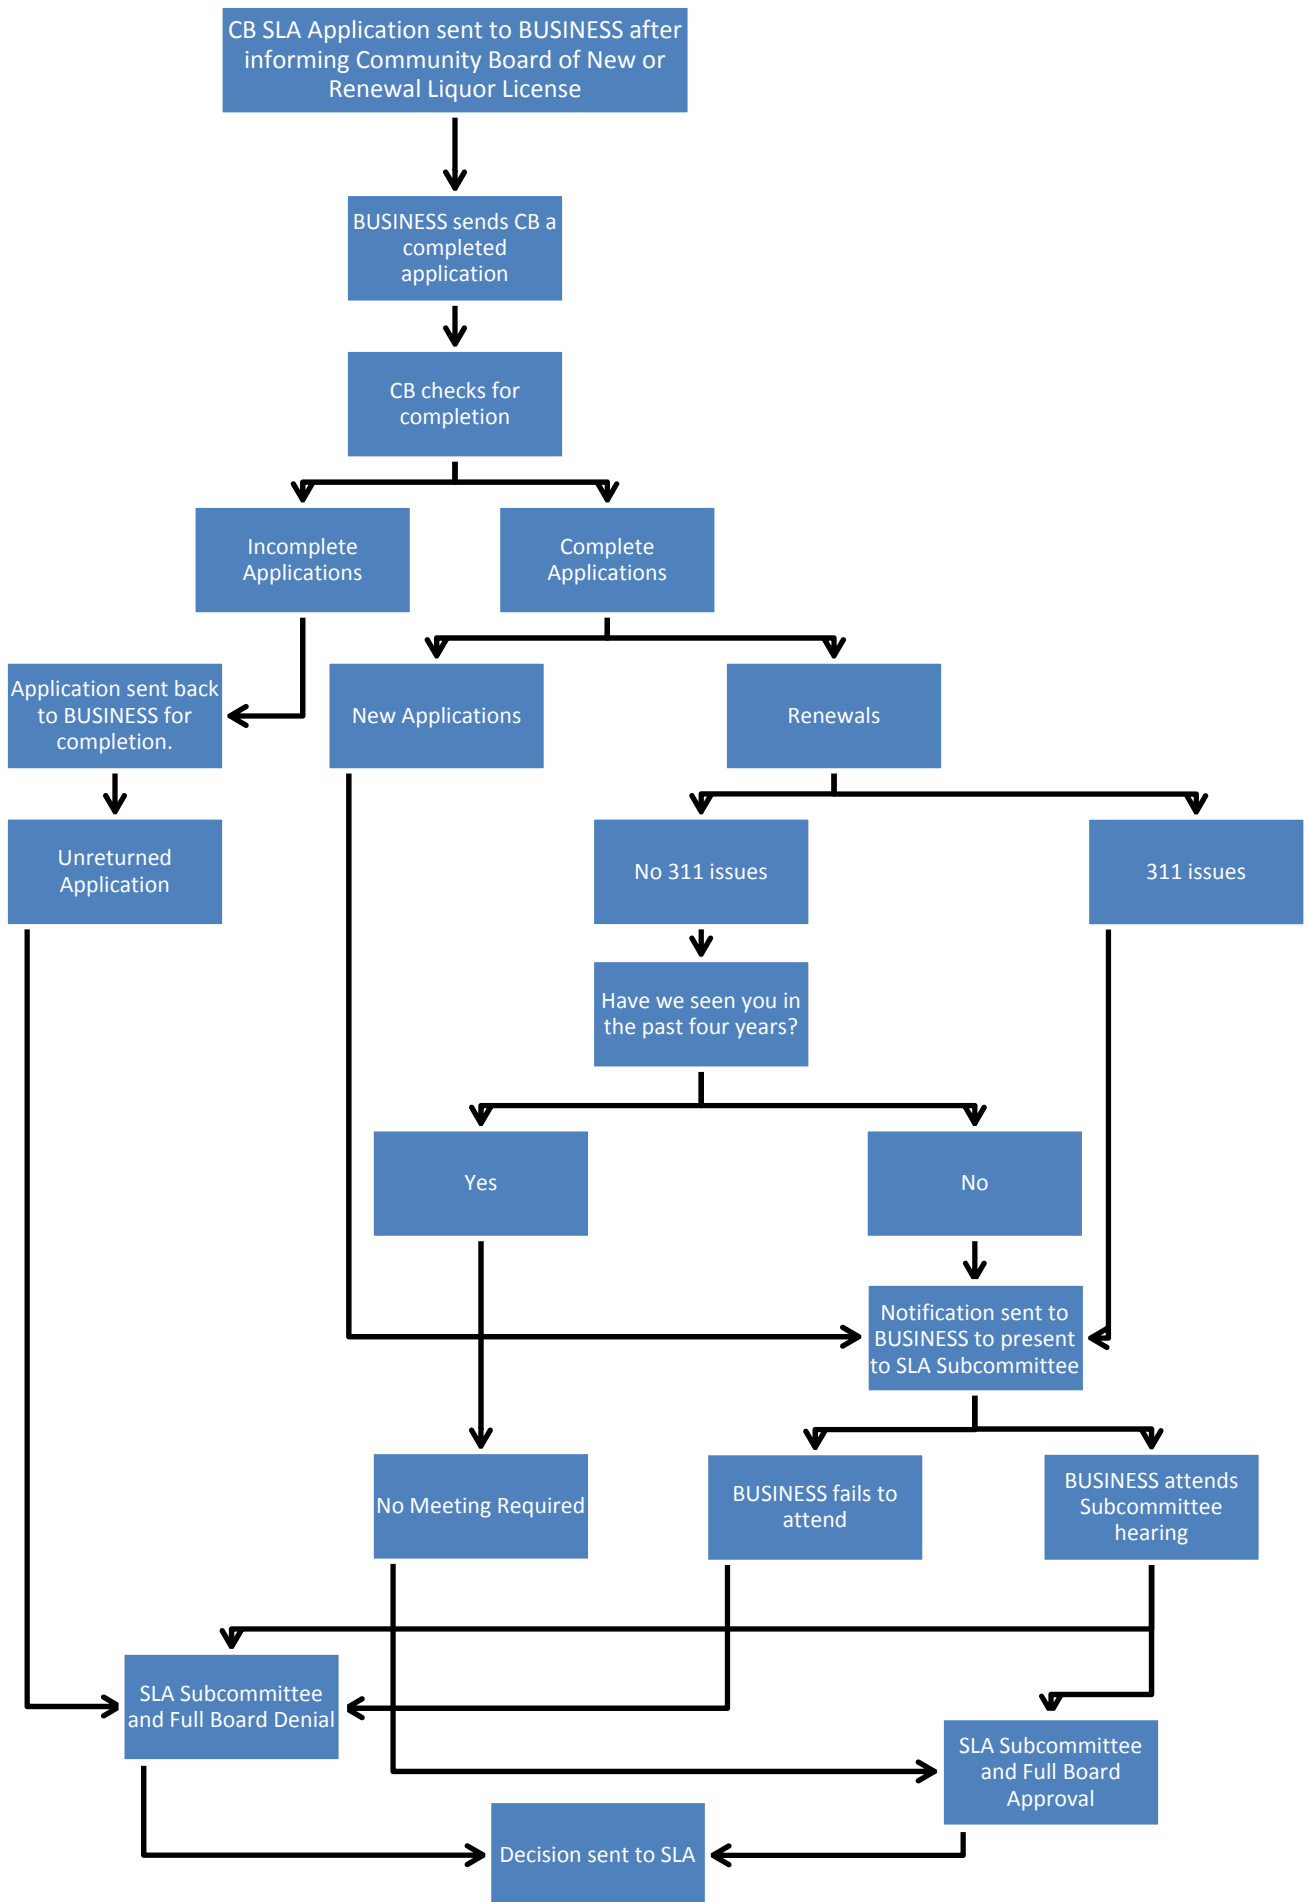 CB SLA Application sent to BUSINESS after
informing Community Board of New or
Renewal Liquor License
BUSINESS sends CB a
completed
application
CB checks for
completion
Incomplete
Applications
Complete
Applications
Application sent back
to BUSINESS for
completion.
New Applications
Renewals
Unreturned
Application
No 311 issues
311 issues
Have we seen you in
the past four years?
Yes
No
Notification sent to
BUSINESS to present
to SLA Subcommittee
No Meeting Required
BUSINESS fails to
attend
BUSINESS attends
Subcommittee
hearing
SLA Subcommittee
and Full Board Denial
SLA Subcommittee
and Full Board
Approval
Decision sent to SLA